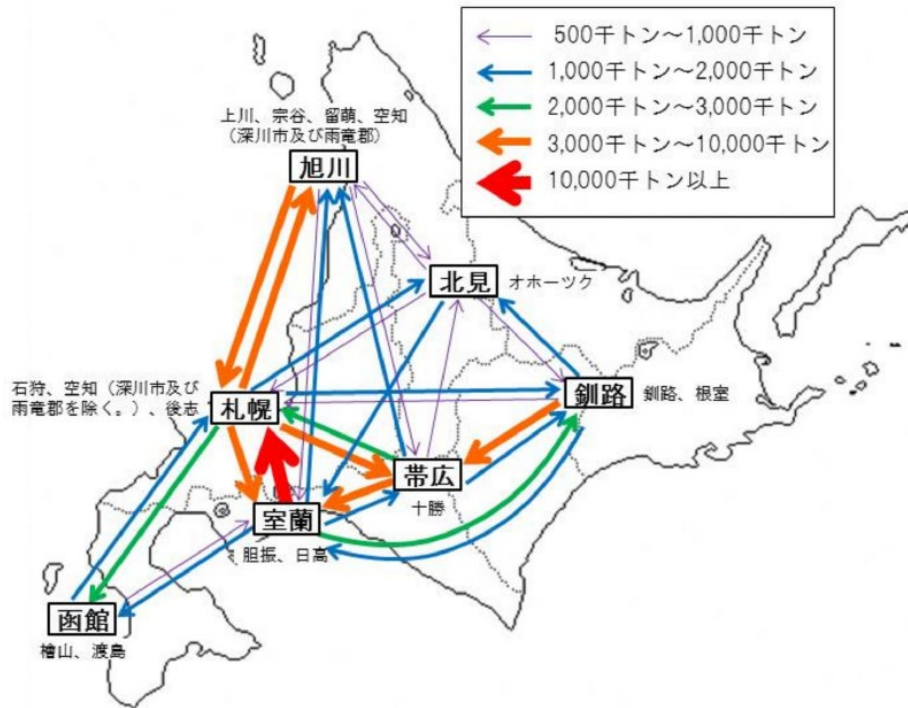 500千トン～1,000千トン
1,000千トン～2,000千トン
2,000千トン～3,000千トン
3,000千トン～10,000千トン
10,000千トン以上
上川、宗谷、留萌、空知
（深川市及び雨竜郡）
旭川
北見
オホーツク
石狩、空知（深川市及び
雨竜郡を除く。）、後志
札幌
釧路
釧路、根室
帯広
十勝
室蘭
胆振、日高
函館
檜山、渡島